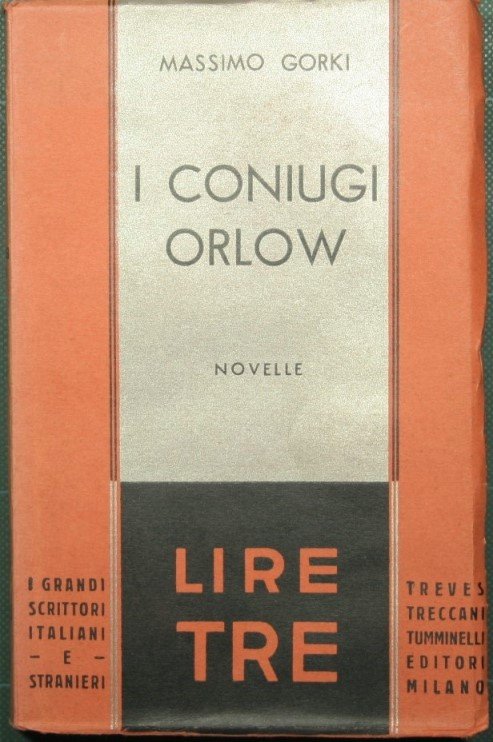 MASSIMO GORKI
I CONIUGI
ORLOW
NOVELLE
LIRE
TRE
I GRANDI
SCRITTORI
ITALIANI
- E -
STRANIERI
TREVES
TRECCANI
TUMMINELLI
EDITORI
MILANO